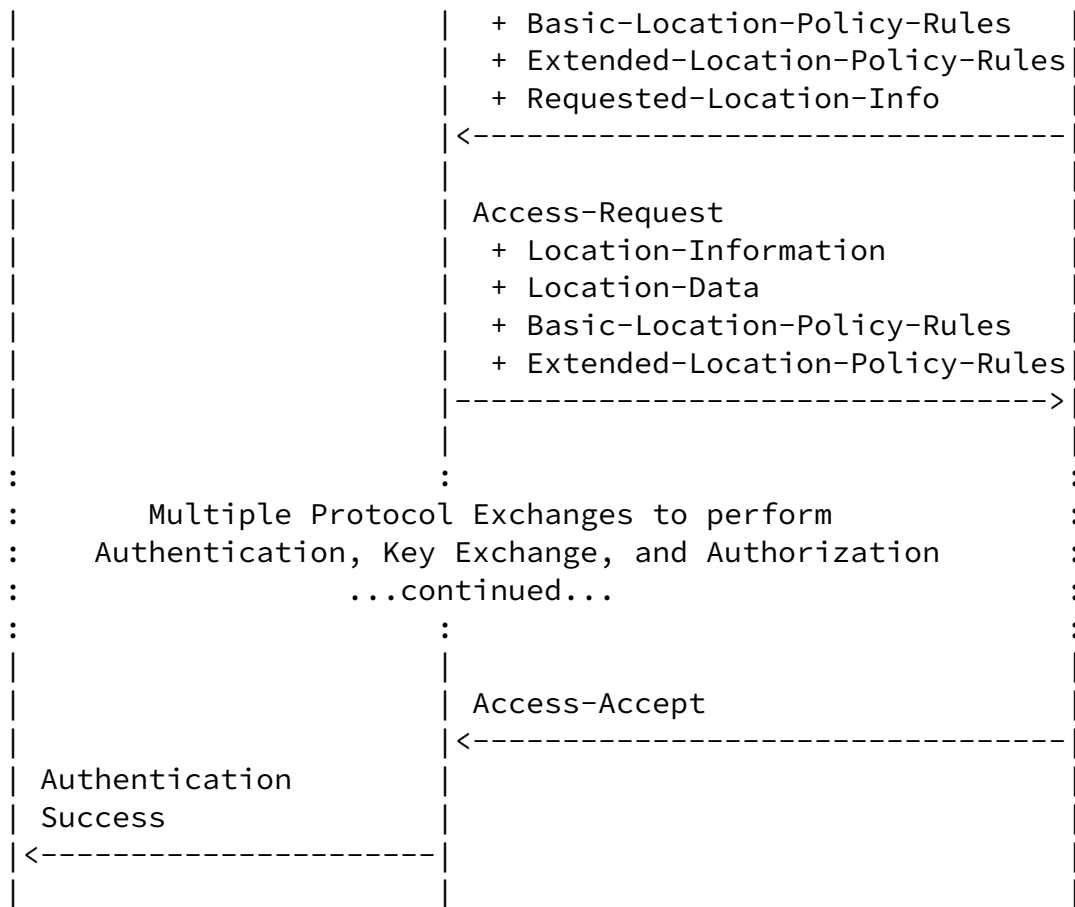 |                       |  + Basic-Location-Policy-Rules    |
|                       |  + Extended-Location-Policy-Rules|
|                       |  + Requested-Location-Info        |
|                       |<----------------------------------|
|                       |                                   |
|                       | Access-Request                    |
|                       |  + Location-Information           |
|                       |  + Location-Data                  |
|                       |  + Basic-Location-Policy-Rules    |
|                       |  + Extended-Location-Policy-Rules|
|                       |--------------------------------->|
|                       |                                   |
:                       :                                   :
:       Multiple Protocol Exchanges to perform              :
:    Authentication, Key Exchange, and Authorization        :
:                  ...continued...                          :
:                       :                                   :
|                       |                                   |
|                       | Access-Accept                     |
|                       |<----------------------------------|
| Authentication        |                                   |
| Success               |                                   |
|<----------------------|                                   |
|                       |                                   |